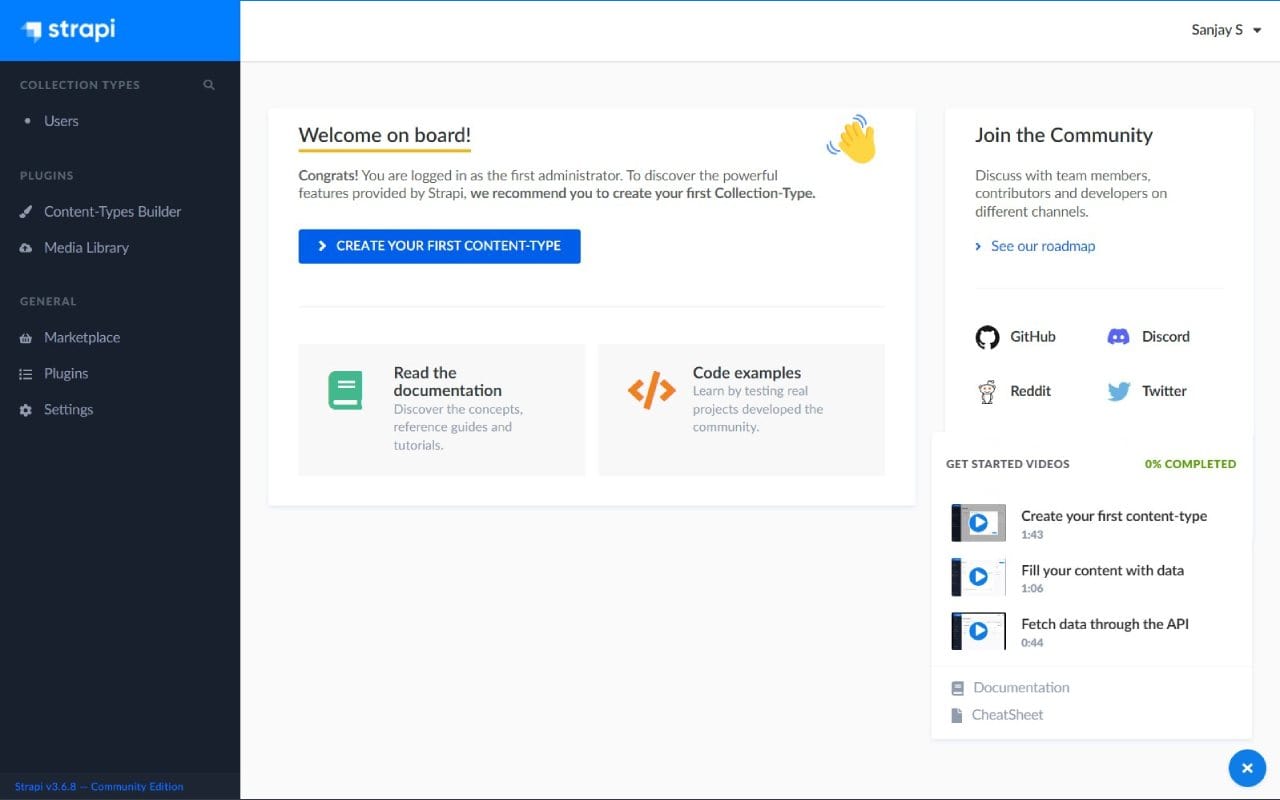 strapi
Sanjay S
COLLECTION TYPES
Users
PLUGINS
Content-Types Builder
Media Library
GENERAL
Marketplace
Plugins
Settings
Strapi v3.6.8 — Community Edition
Welcome on board!
Congrats! You are logged in as the first administrator. To discover the powerful
features provided by Strapi, we recommend you to create your first Collection-Type.
CREATE YOUR FIRST CONTENT-TYPE
Read the
documentation
Discover the concepts,
reference guides and
tutorials.
Code examples
Learn by testing real
projects developed the
community.
Join the Community
Discuss with team members,
contributors and developers on
different channels.
See our roadmap
GitHub
Discord
Reddit
Twitter
GET STARTED VIDEOS
0% COMPLETED
Create your first content-type
1:43
Fill your content with data
1:06
Fetch data through the API
0:44
Documentation
CheatSheet